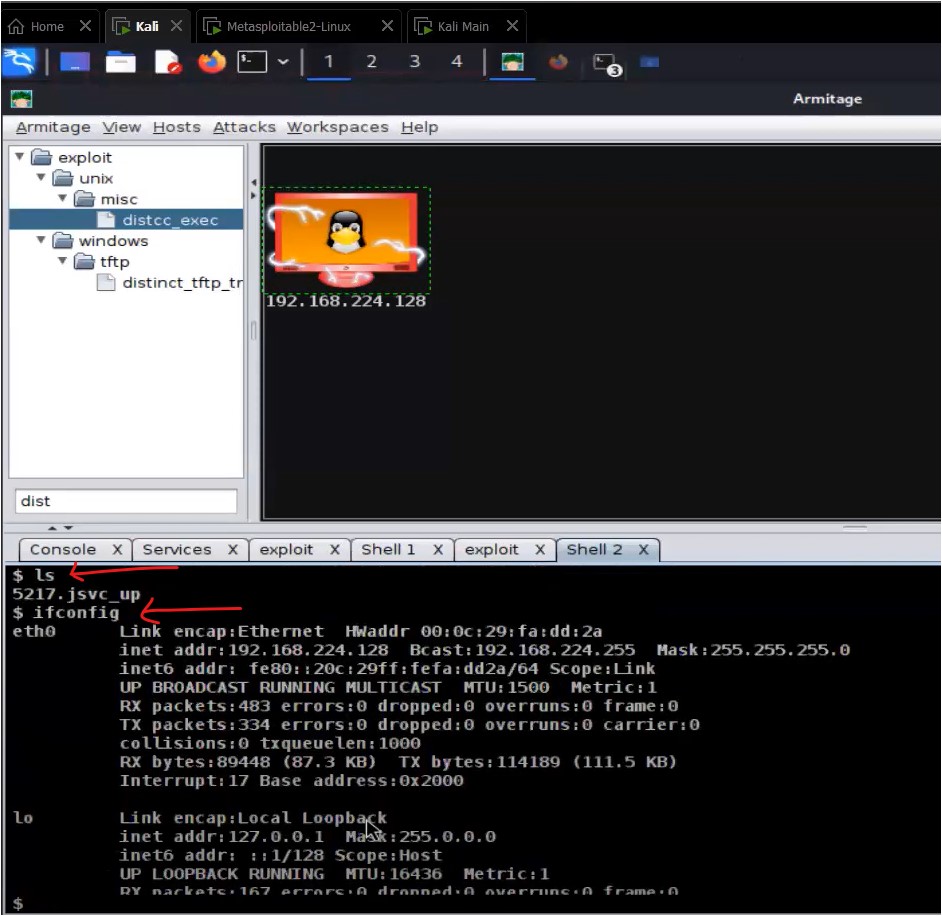 Home X Kali X Metasploitable2-Linux X Kali Main X
1 2 3 4 3
Armitage
Armitage View Hosts Attacks Workspaces Help
exploit
unix
misc
distcc_exec
windows
tftp
distinct_tftp_tr
192.168.224.128
dist
Console X Services X exploit X Shell 1 X exploit X Shell 2 X
$ ls
5217.jsvc_up
$ ifconfig
eth0 Link encap:Ethernet HWaddr 00:0c:29:fa:dd:2a
inet addr:192.168.224.128 Bcast:192.168.224.255 Mask:255.255.255.0
inet6 addr: fe80::20c:29ff:fefa:dd2a/64 Scope:Link
UP BROADCAST RUNNING MULTICAST MTU:1500 Metric:1
RX packets:483 errors:0 dropped:0 overruns:0 frame:0
TX packets:334 errors:0 dropped:0 overruns:0 carrier:0
collisions:0 txqueuelen:1000
RX bytes:89448 (87.3 KB) TX bytes:114189 (111.5 KB)
Interrupt:17 Base address:0x2000
lo Link encap:Local Loopback
inet addr:127.0.0.1 Mask:255.0.0.0
inet6 addr: ::1/128 Scope:Host
UP LOOPBACK RUNNING MTU:16436 Metric:1
RX packets:167 errors:0 dropped:0 overruns:0 frame:0
$